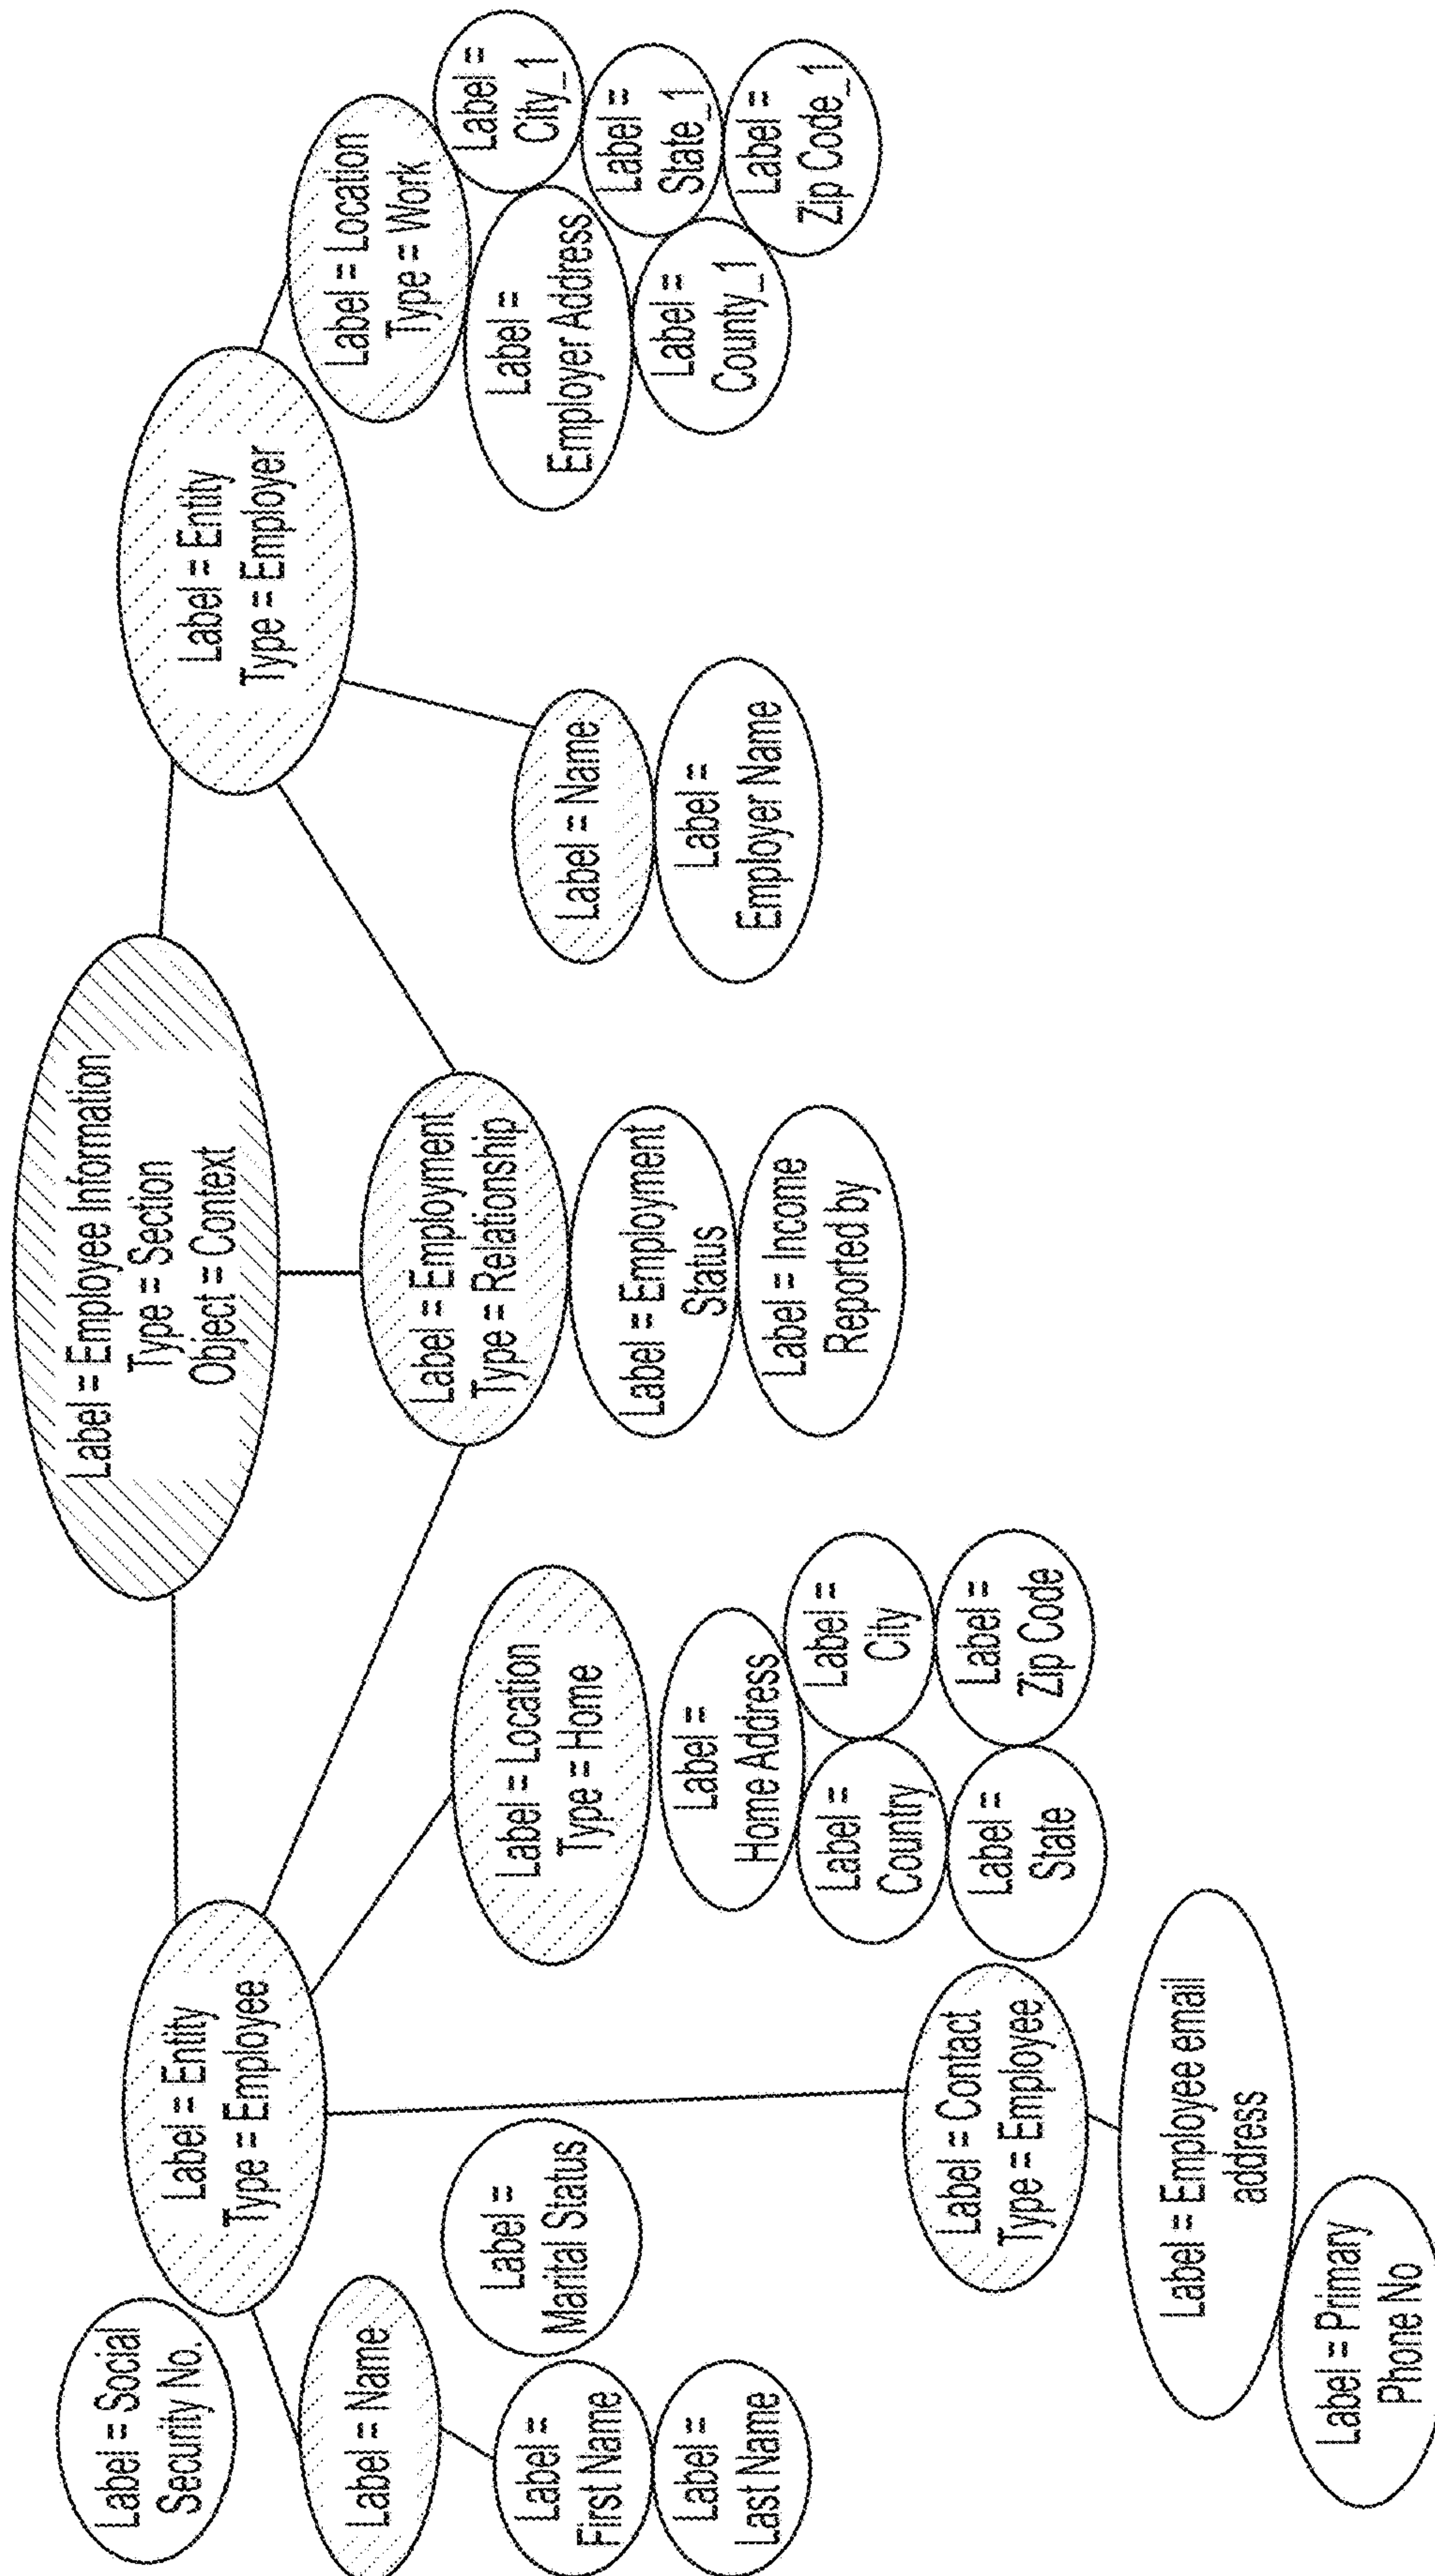 Label = Employee Information
Type = Section
Object = Context
Label = Social
Security No.
Label = Entity
Type = Employee
Label = Name
Label =
First Name
Label =
Last Name
Label =
Marital Status
Label = Contact
Type = Employee
Label = Employee email
address
Label = Primary
Phone No
Label = Location
Type = Home
Label =
Home Address
Label =
Country
Label =
City
Label =
State
Label =
Zip Code
Label = Employment
Type = Relationship
Label = Employment
Status
Label = Income
Reported by
Label = Entity
Type = Employer
Label = Name
Label =
Employer Name
Label = Location
Type = Work
Label =
Employer Address
Label =
City_1
Label =
County_1
Label =
State_1
Label =
Zip Code_1